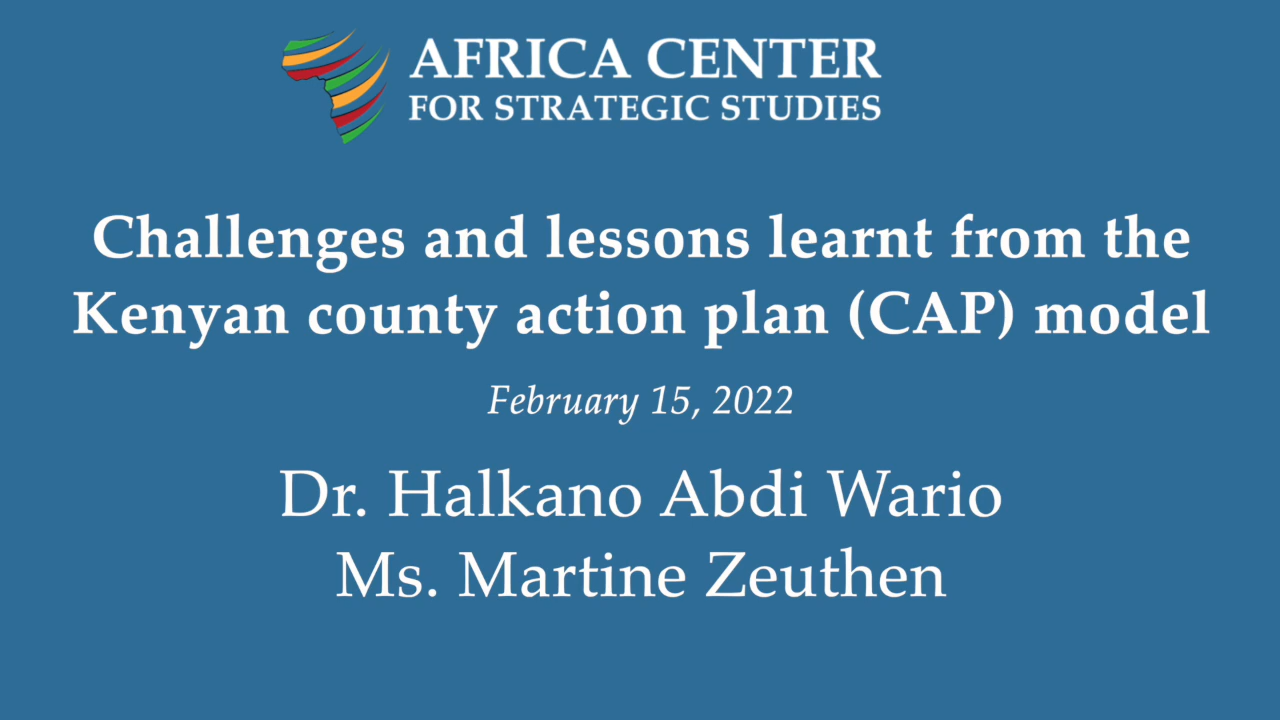 AFRICA CENTER
FOR STRATEGIC STUDIES
Challenges and lessons learnt from the
Kenyan county action plan (CAP) model
February 15, 2022
Dr. Halkano Abdi Wario
Ms. Martine Zeuthen